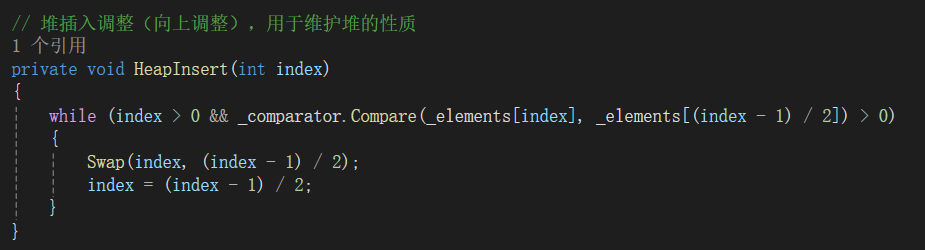 // 堆插入调整（向上调整），用于维护堆的性质
1 个引用
private void HeapInsert(int index)
{
while (index > 0 && _comparator.Compare(_elements[index], _elements[(index - 1) / 2]) > 0)
{
Swap(index, (index - 1) / 2);
index = (index - 1) / 2;
}
}